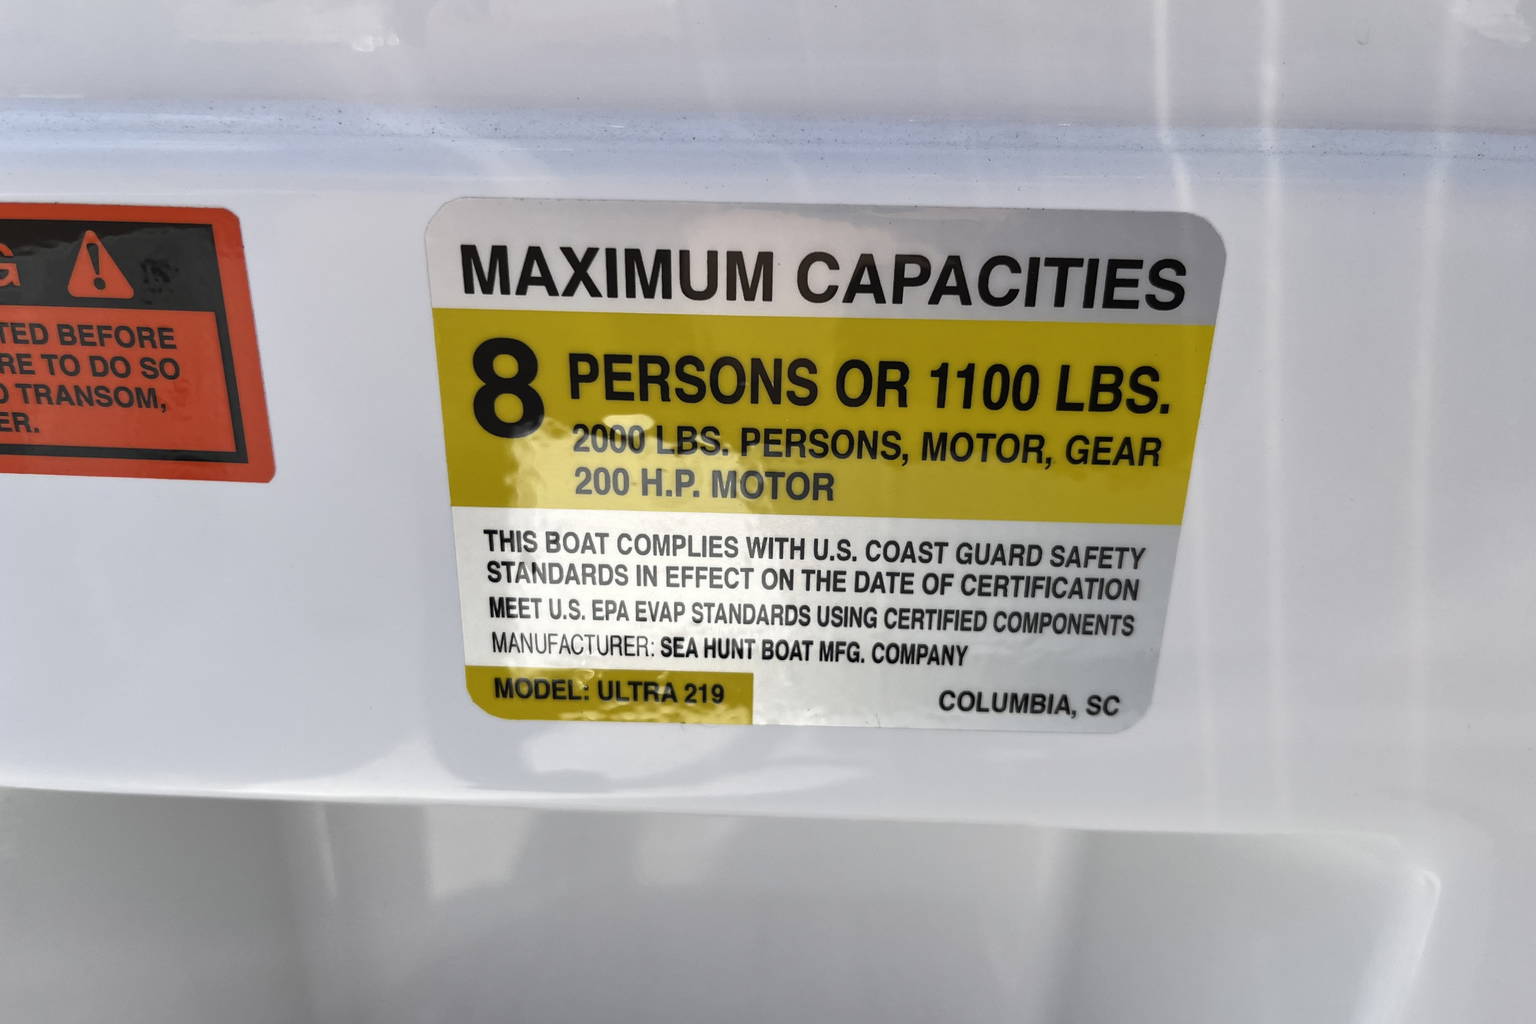 G
TED BEFORE
RE TO DO SO
TRANSOM,
ER.
MAXIMUM CAPACITIES
8 PERSONS OR 1100 LBS.
2000 LBS. PERSONS, MOTOR, GEAR
200 H.P. MOTOR
THIS BOAT COMPLIES WITH U.S. COAST GUARD SAFETY
STANDARDS IN EFFECT ON THE DATE OF CERTIFICATION
MEET U.S. EPA EVAP STANDARDS USING CERTIFIED COMPONENTS
MANUFACTURER: SEA HUNT BOAT MFG. COMPANY
MODEL: ULTRA 219
COLUMBIA, SC